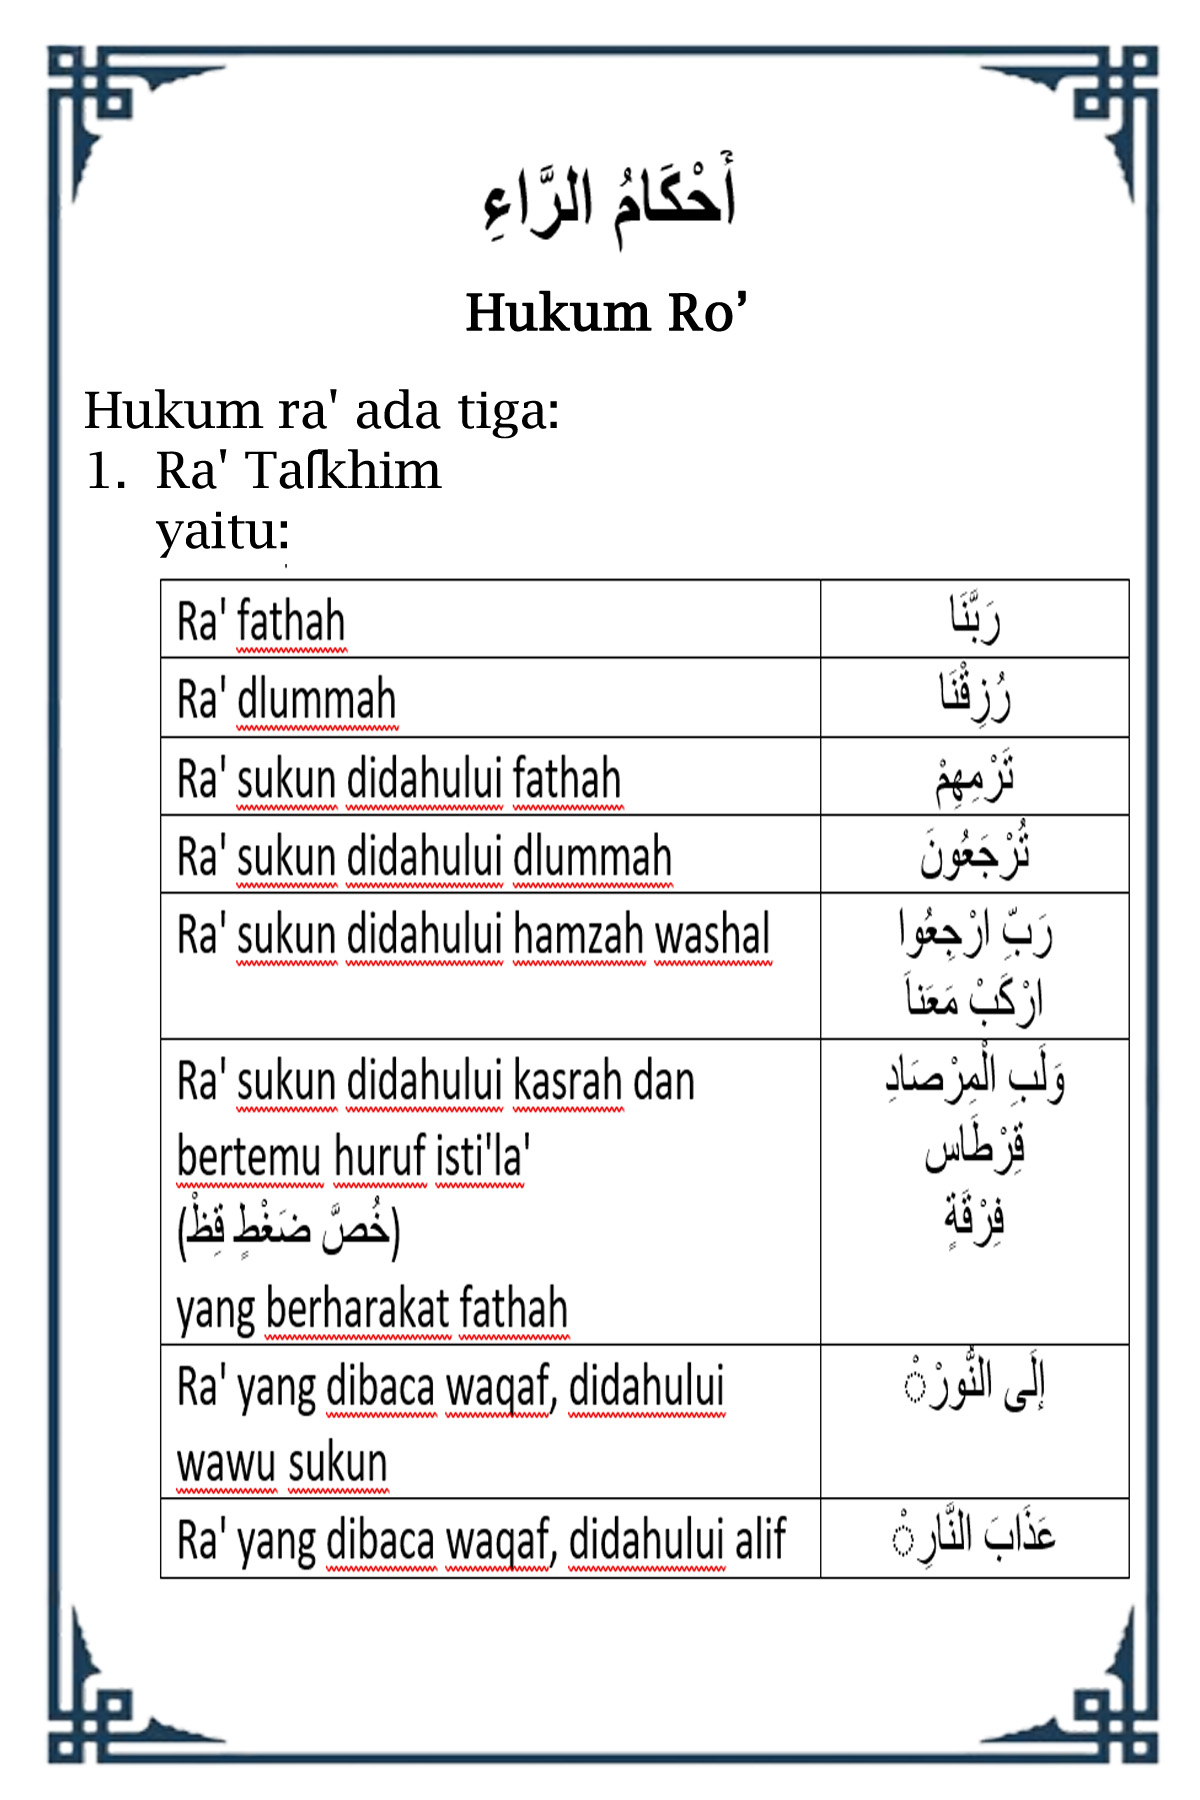 أَحْكَامُ الرَّاءِ
Hukum Ro’
Hukum ra' ada tiga:
1. Ra' Tafkhim
yaitu:
Ra' fathah
رَبَّنَا
Ra' dlummah
رُزِقْنَا
Ra' sukun didahului fathah
تَرْمِهِمْ
Ra' sukun didahului dlummah
تُرْجَعُونَ
Ra' sukun didahului hamzah washal
رَبِّ ارْجِعُوا
ارْكَبْ مَعَناَ
Ra' sukun didahului kasrah dan
bertemu huruf isti'la'
(خُصَّ ضَغْطٍ قِظْ)
yang berharakat fathah
وَلَبِ الْمِرْصَادِ
قِرْطَاس
فِرْقَةٍ
Ra' yang dibaca waqaf, didahului
wawu sukun
إِلَى النُّورْ ْ
Ra' yang dibaca waqaf, didahului alif
عَذَابَ النَّارِ ْ